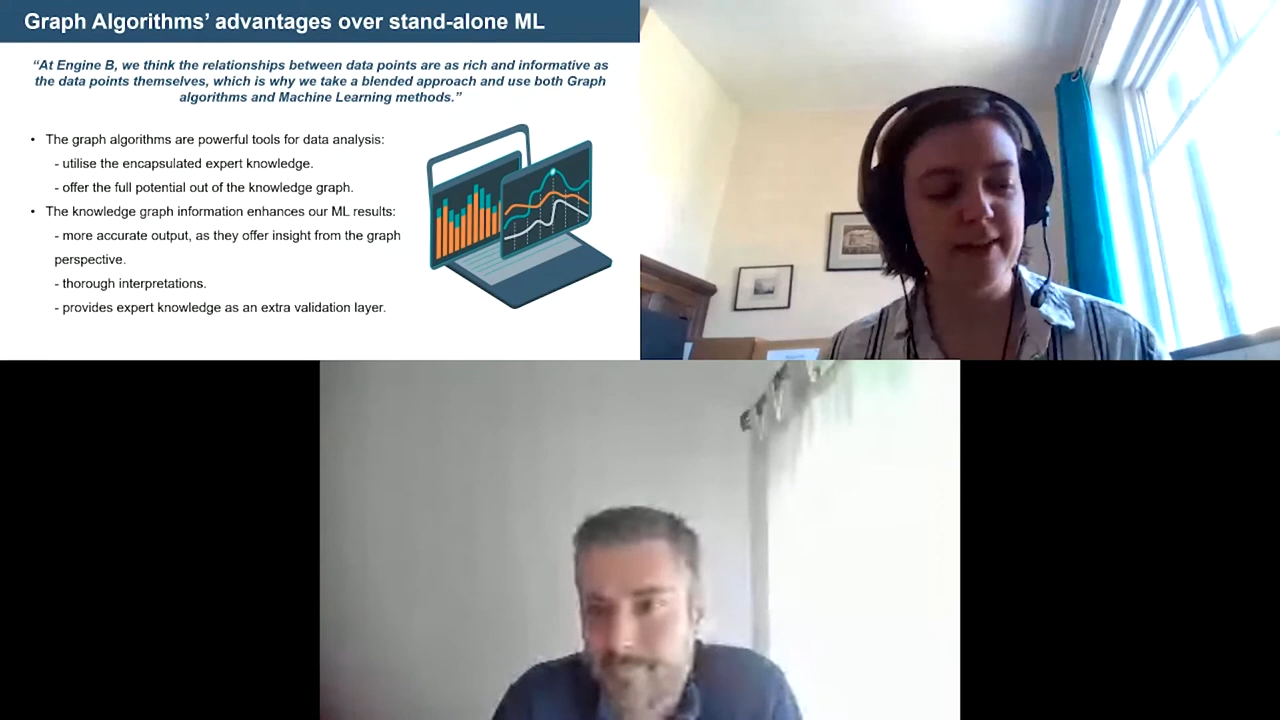 Graph Algorithms’ advantages over stand-alone ML
“At Engine B, we think the relationships between data points are as rich and informative as
the data points themselves, which is why we take a blended approach and use both Graph
algorithms and Machine Learning methods.”
• The graph algorithms are powerful tools for data analysis:
- utilise the encapsulated expert knowledge.
- offer the full potential out of the knowledge graph.
• The knowledge graph information enhances our ML results:
- more accurate output, as they offer insight from the graph
perspective.
- thorough interpretations.
- provides expert knowledge as an extra validation layer.